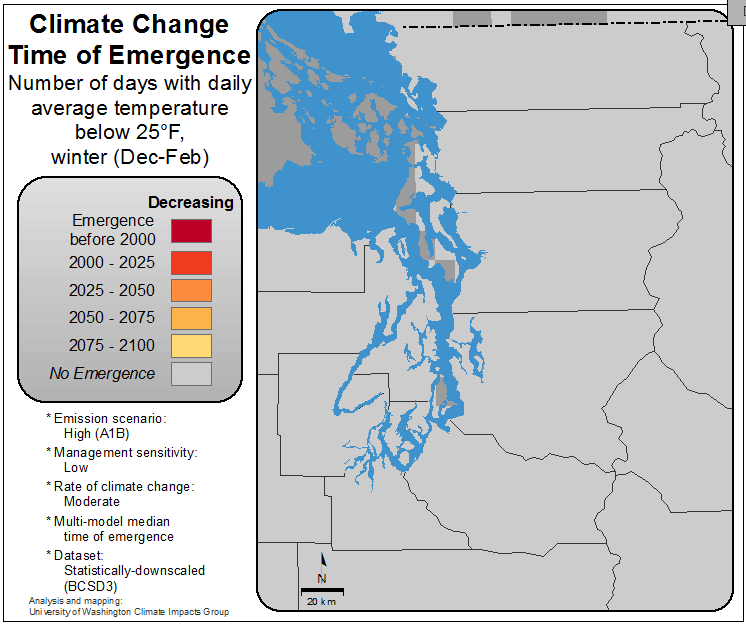 Climate Change
Time of Emergence
Number of days with daily
average temperature
below 25°F,
winter (Dec-Feb)
Decreasing
Emergence
before 2000
2000 - 2025
2025 - 2050
2050 - 2075
2075 - 2100
No Emergence
* Emission scenario:
High (A1B)
* Management sensitivity:
Low
* Rate of climate change:
Moderate
* Multi-model median
time of emergence
* Dataset:
Statistically-downscaled
(BCSD3)
Analysis and mapping:
University of Washington Climate Impacts Group
N
20 km